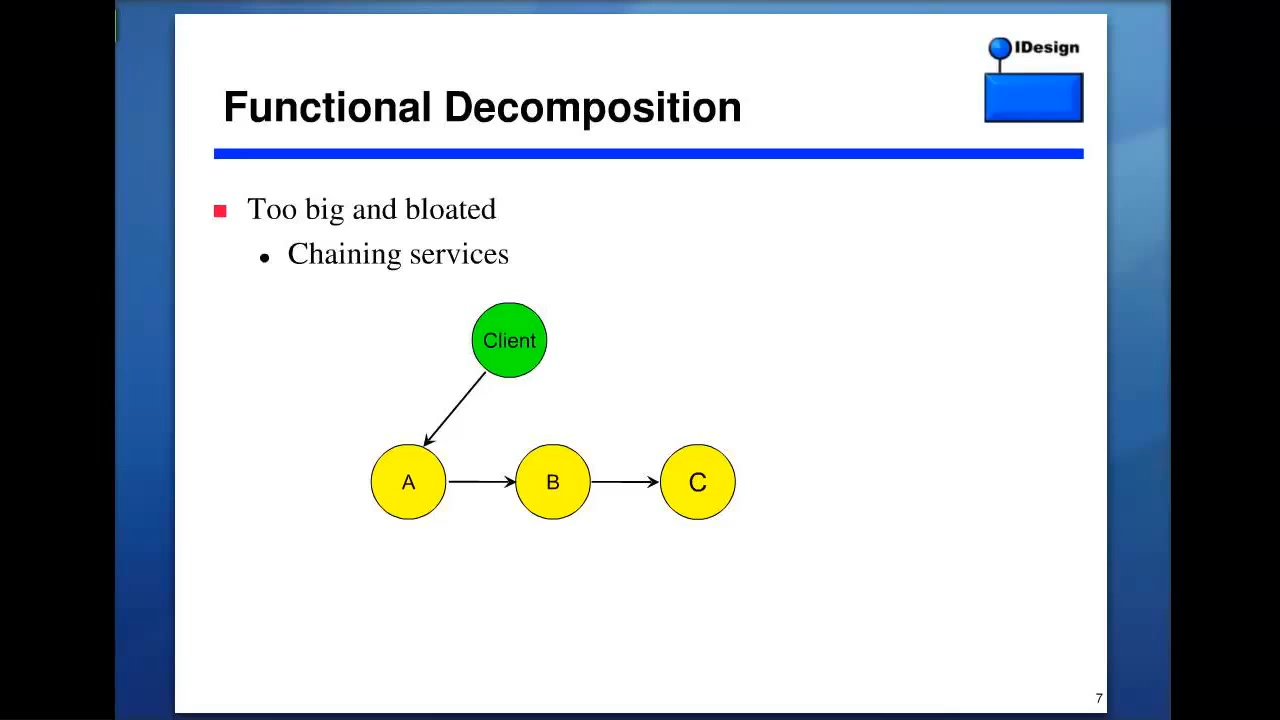 IDesign
Functional Decomposition
Too big and bloated
Chaining services
Client
A
B
C
7